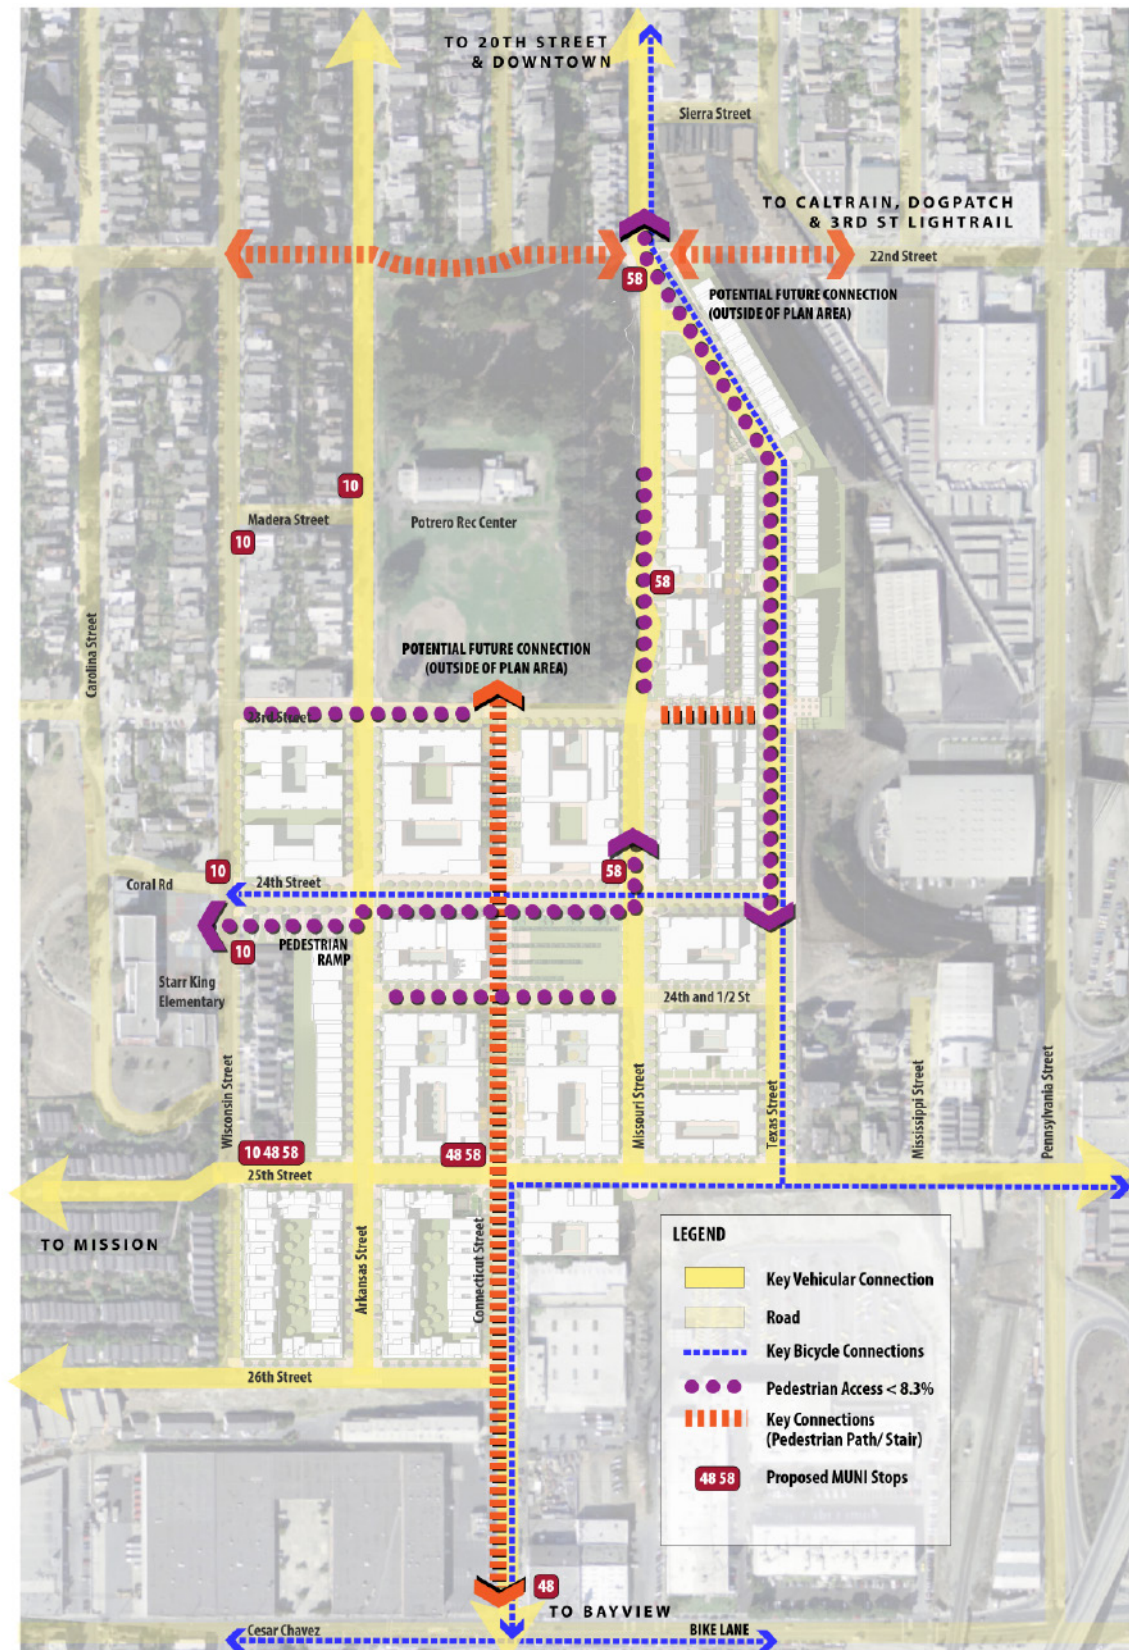 TO 20TH STREET
& DOWNTOWN
Sierra Street
TO CALTRAIN, DOGPATCH
& 3RD ST LIGHTRAIL
22nd Street
58
POTENTIAL FUTURE CONNECTION
(OUTSIDE OF PLAN AREA)
10
Madera Street
Potrero Rec Center
10
58
Carolina Street
POTENTIAL FUTURE CONNECTION
(OUTSIDE OF PLAN AREA)
23rd Street
10
58
Coral Rd
24th Street
10
PEDESTRIAN
RAMP
Starr King
Elementary
24th and 1/2 St
Wisconsin Street
Missouri Street
Texas Street
Mississippi Street
Pennsylvania Street
10 48 58
48 58
25th Street
TO MISSION
Arkansas Street
Connecticut Street
26th Street
LEGEND
Key Vehicular Connection
Road
Key Bicycle Connections
Pedestrian Access < 8.3%
Key Connections
(Pedestrian Path/ Stair)
48 58
Proposed MUNI Stops
48
TO BAYVIEW
Cesar Chavez
BIKE LANE